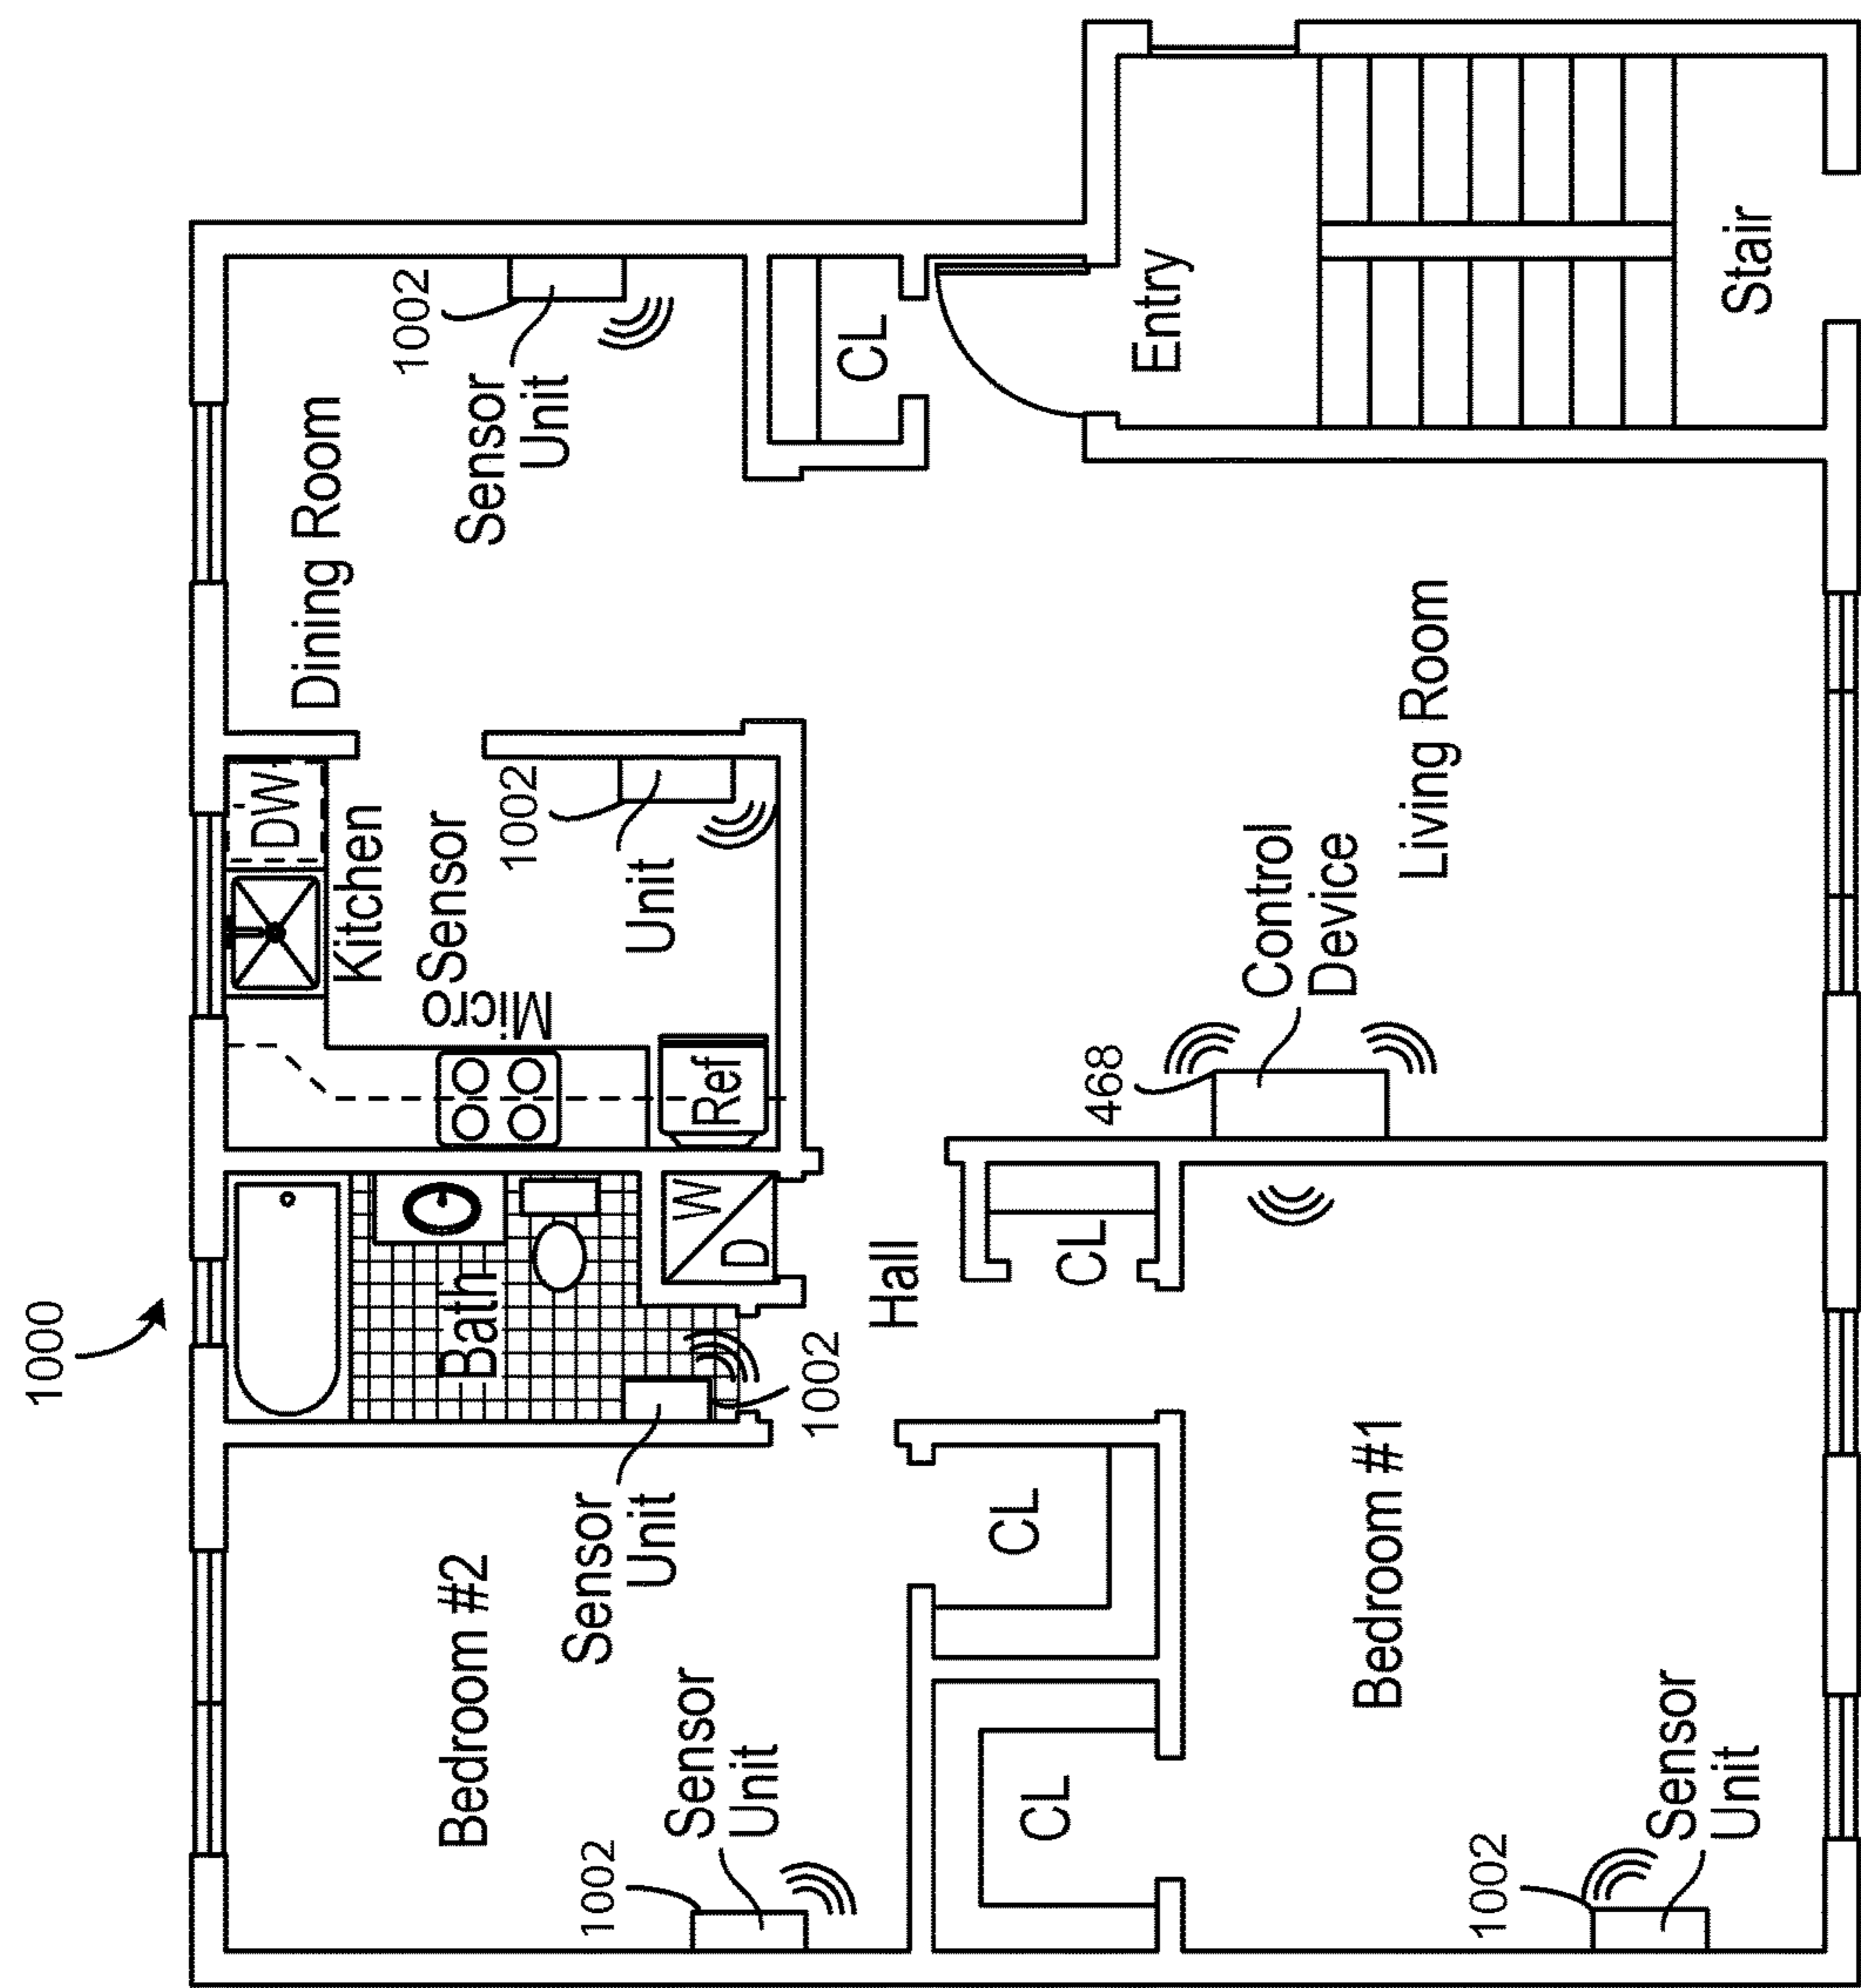 1000
Bedroom #2
Sensor
Unit
1002
Sensor
Unit
1002
Bath
W
D
DW
Kitchen
Micro
Ref
Sensor
Unit
1002
Dining Room
Sensor
Unit
1002
CL
Hall
CL
CL
CL
Entry
Stair
468
Control
Device
Living Room
Bedroom #1
1002
Sensor
Unit